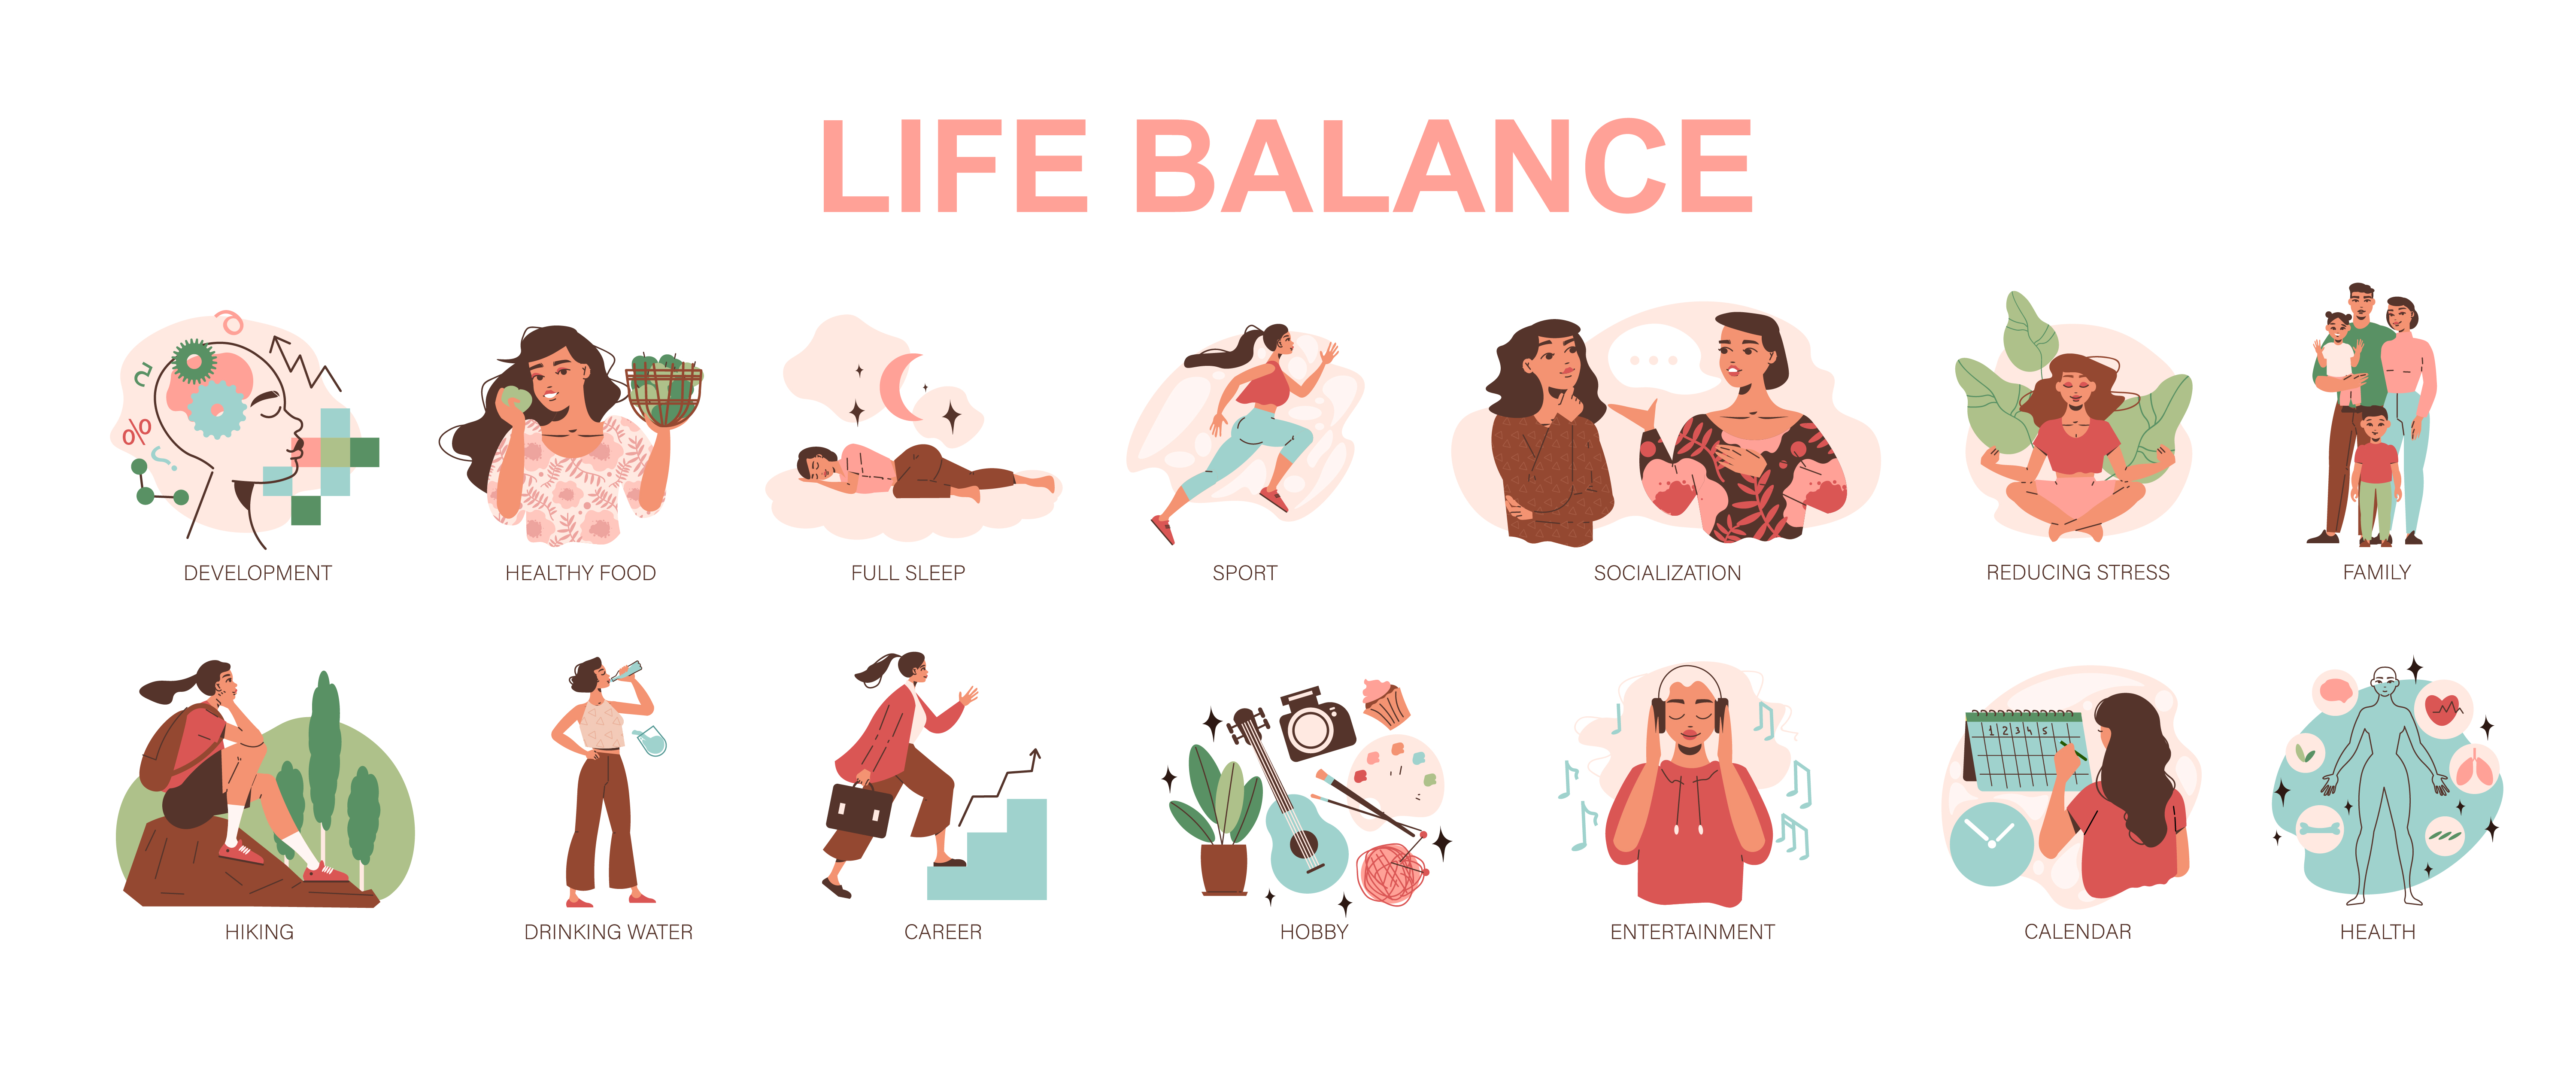 LIFE BALANCE
DEVELOPMENT
HEALTHY FOOD
FULL SLEEP
SPORT
SOCIALIZATION
REDUCING STRESS
FAMILY
%
1 2 3 4 5
HIKING
DRINKING WATER
CAREER
HOBBY
ENTERTAINMENT
CALENDAR
HEALTH